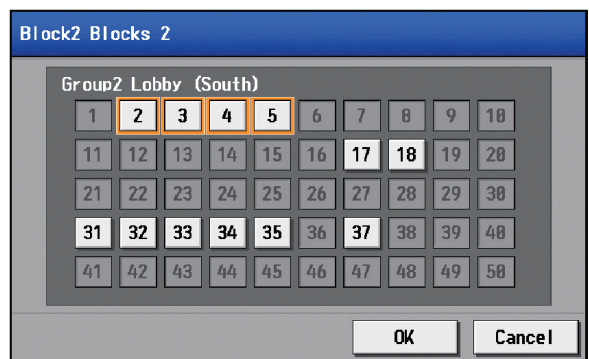 Block2 Blocks 2
Group2 Lobby (South)
1 2 3 4 5 6 7 8 9 10
11 12 13 14 15 16 17 18 19 20
21 22 23 24 25 26 27 28 29 30
31 32 33 34 35 36 37 38 39 40
41 42 43 44 45 46 47 48 49 50
OK Cancel